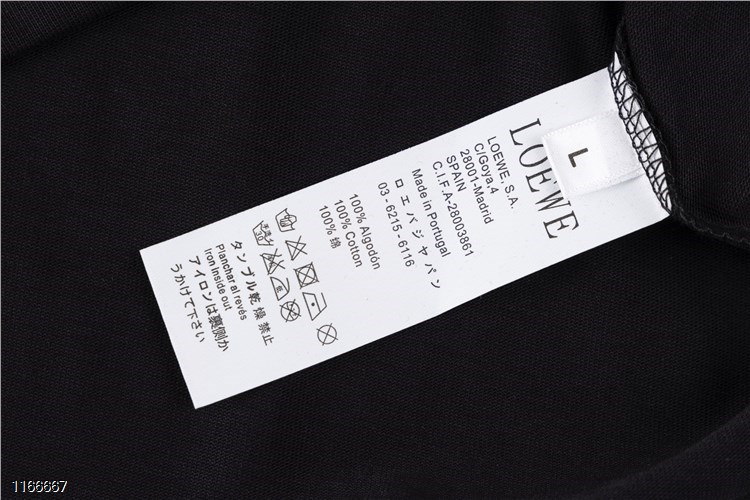 LOEWE
L
LOEWE, S.A.
C/Goya,4
28001-Madrid
SPAIN
C.I.F.A-28003861
Made in Portugal
ロエバジャパン
03-6215-6116
100% Algodón
100% Cotton
100% 綿
タンブル乾燥禁止
Planchar al revés
Iron inside out
アイロンは裏側か
うかけて下さい
1166667